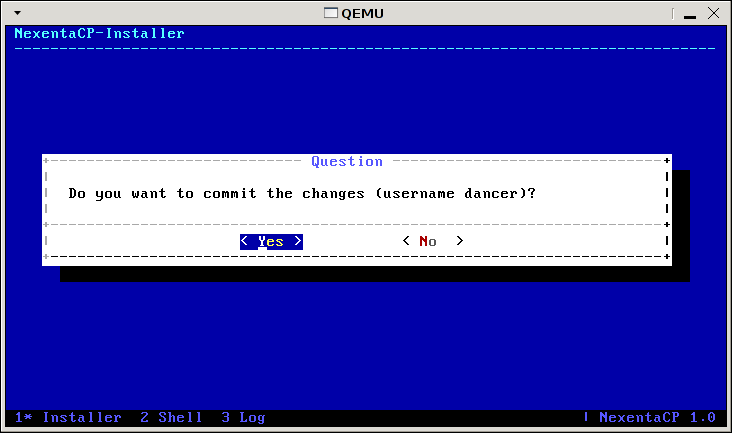 QEMU
NexentaCP-Installer
Question
Do you want to commit the changes (username dancer)?
< Yes > < No >
1* Installer 2 Shell 3 Log | NexentaCP 1.0